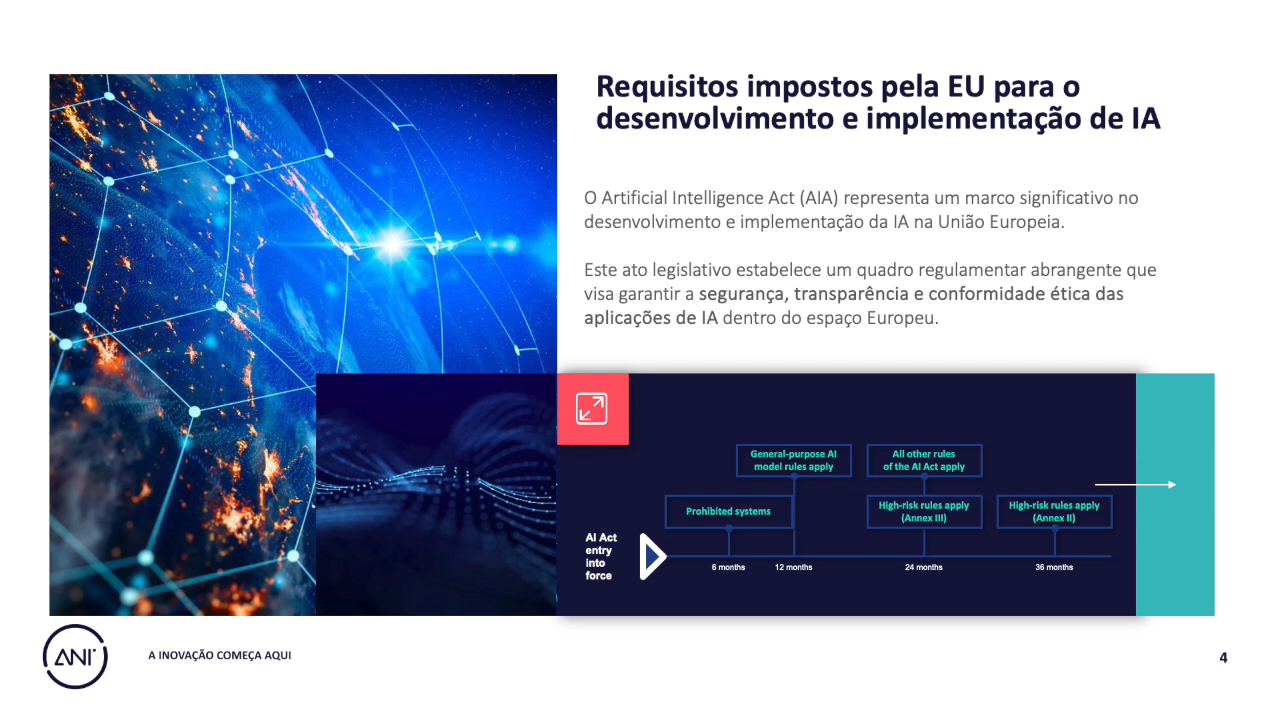 Requisitos impostos pela EU para o
desenvolvimento e implementação de IA
O Artificial Intelligence Act (AIA) representa um marco significativo no
desenvolvimento e implementação da IA na União Europeia.
Este ato legislativo estabelece um quadro regulamentar abrangente que
visa garantir a segurança, transparência e conformidade ética das
aplicações de IA dentro do espaço Europeu.
General-purpose AI
model rules apply
All other rules
of the AI Act apply
Prohibited systems
High-risk rules apply
(Annex III)
High-risk rules apply
(Annex II)
AI Act
entry
into
force
6 months
12 months
24 months
36 months
ANI
A INOVAÇÃO COMEÇA AQUI
4